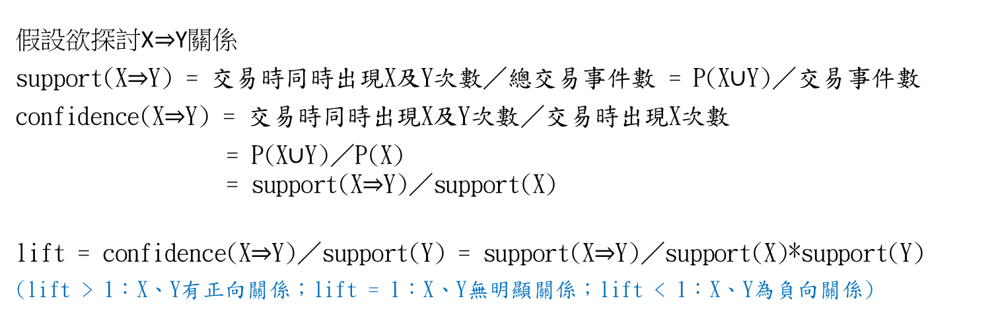 假設欲探討X⇒Y關係
support(X⇒Y) = 交易時同時出現X及Y次數／總交易事件數 = P(X∪Y)／交易事件數
confidence(X⇒Y) = 交易時同時出現X及Y次數／交易時出現X次數
= P(X∪Y)／P(X)
= support(X⇒Y)／support(X)
lift = confidence(X⇒Y)／support(Y) = support(X⇒Y)／support(X)*support(Y)
(lift > 1：X、Y有正向關係；lift = 1：X、Y無明顯關係；lift < 1：X、Y為負向關係)